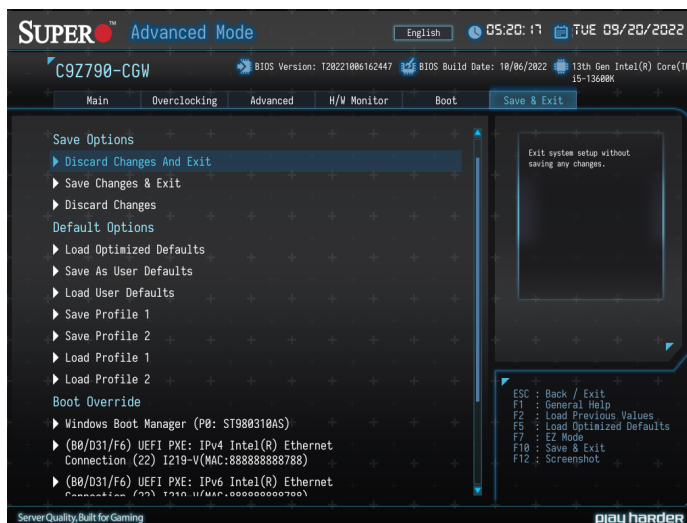 SUPER™ Advanced Mode
English
05:20:17
TUE 09/20/2022
C9Z790-CGW
BIOS Version: T20221006162447
BIOS Build Date: 10/06/2022
13th Gen Intel(R) Core(T
i5-13600K
Main Overclocking Advanced H/W Monitor Boot Save & Exit
Save Options
Discard Changes And Exit
Save Changes & Exit
Discard Changes
Default Options
Load Optimized Defaults
Save As User Defaults
Load User Defaults
Save Profile 1
Save Profile 2
Load Profile 1
Load Profile 2
Boot Override
Windows Boot Manager (P0: ST980310AS)
(B0/D31/F6) UEFI PXE: IPv4 Intel(R) Ethernet
Connection (22) I219-V(MAC:888888888788)
(B0/D31/F6) UEFI PXE: IPv6 Intel(R) Ethernet
Exit system setup without
saving any changes.
ESC : Back / Exit
F1 : General Help
F2 : Load Previous Values
F5 : Load Optimized Defaults
F7 : EZ Mode
F10 : Save & Exit
F12 : Screenshot
Server Quality, Built for Gaming
play harder